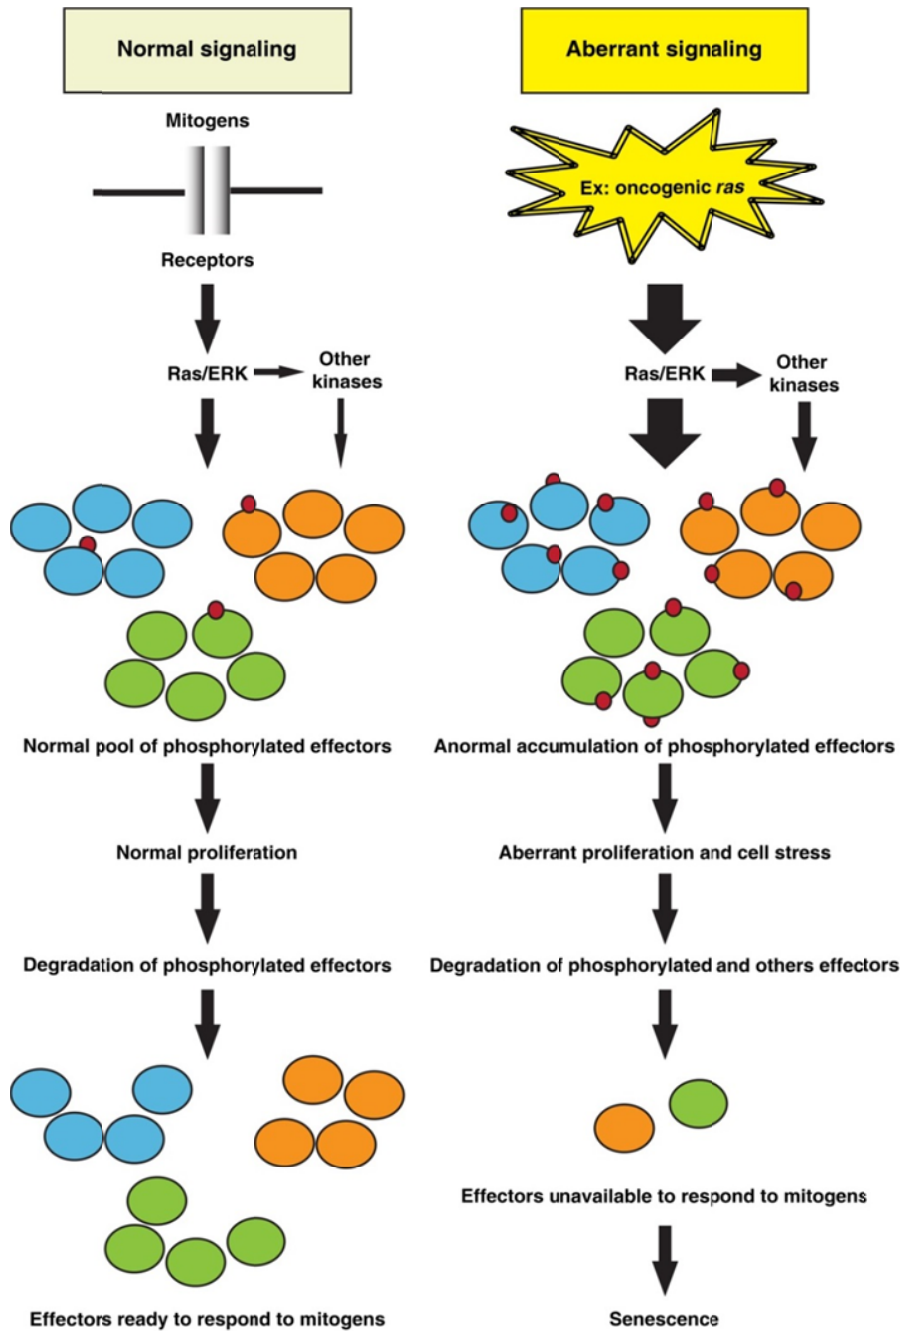 Normal signaling
Mitogens
Receptors
Ras/ERK
Other
kinases
Normal pool of phosphorylated effectors
Normal proliferation
Degradation of phosphorylated effectors
Effectors ready to respond to mitogens
Aberrant signaling
Ex: oncogenic ras
Ras/ERK
Other
kinases
Anormal accumulation of phosphorylated effectors
Aberrant proliferation and cell stress
Degradation of phosphorylated and others effectors
Effectors unavailable to respond to mitogens
Senescence